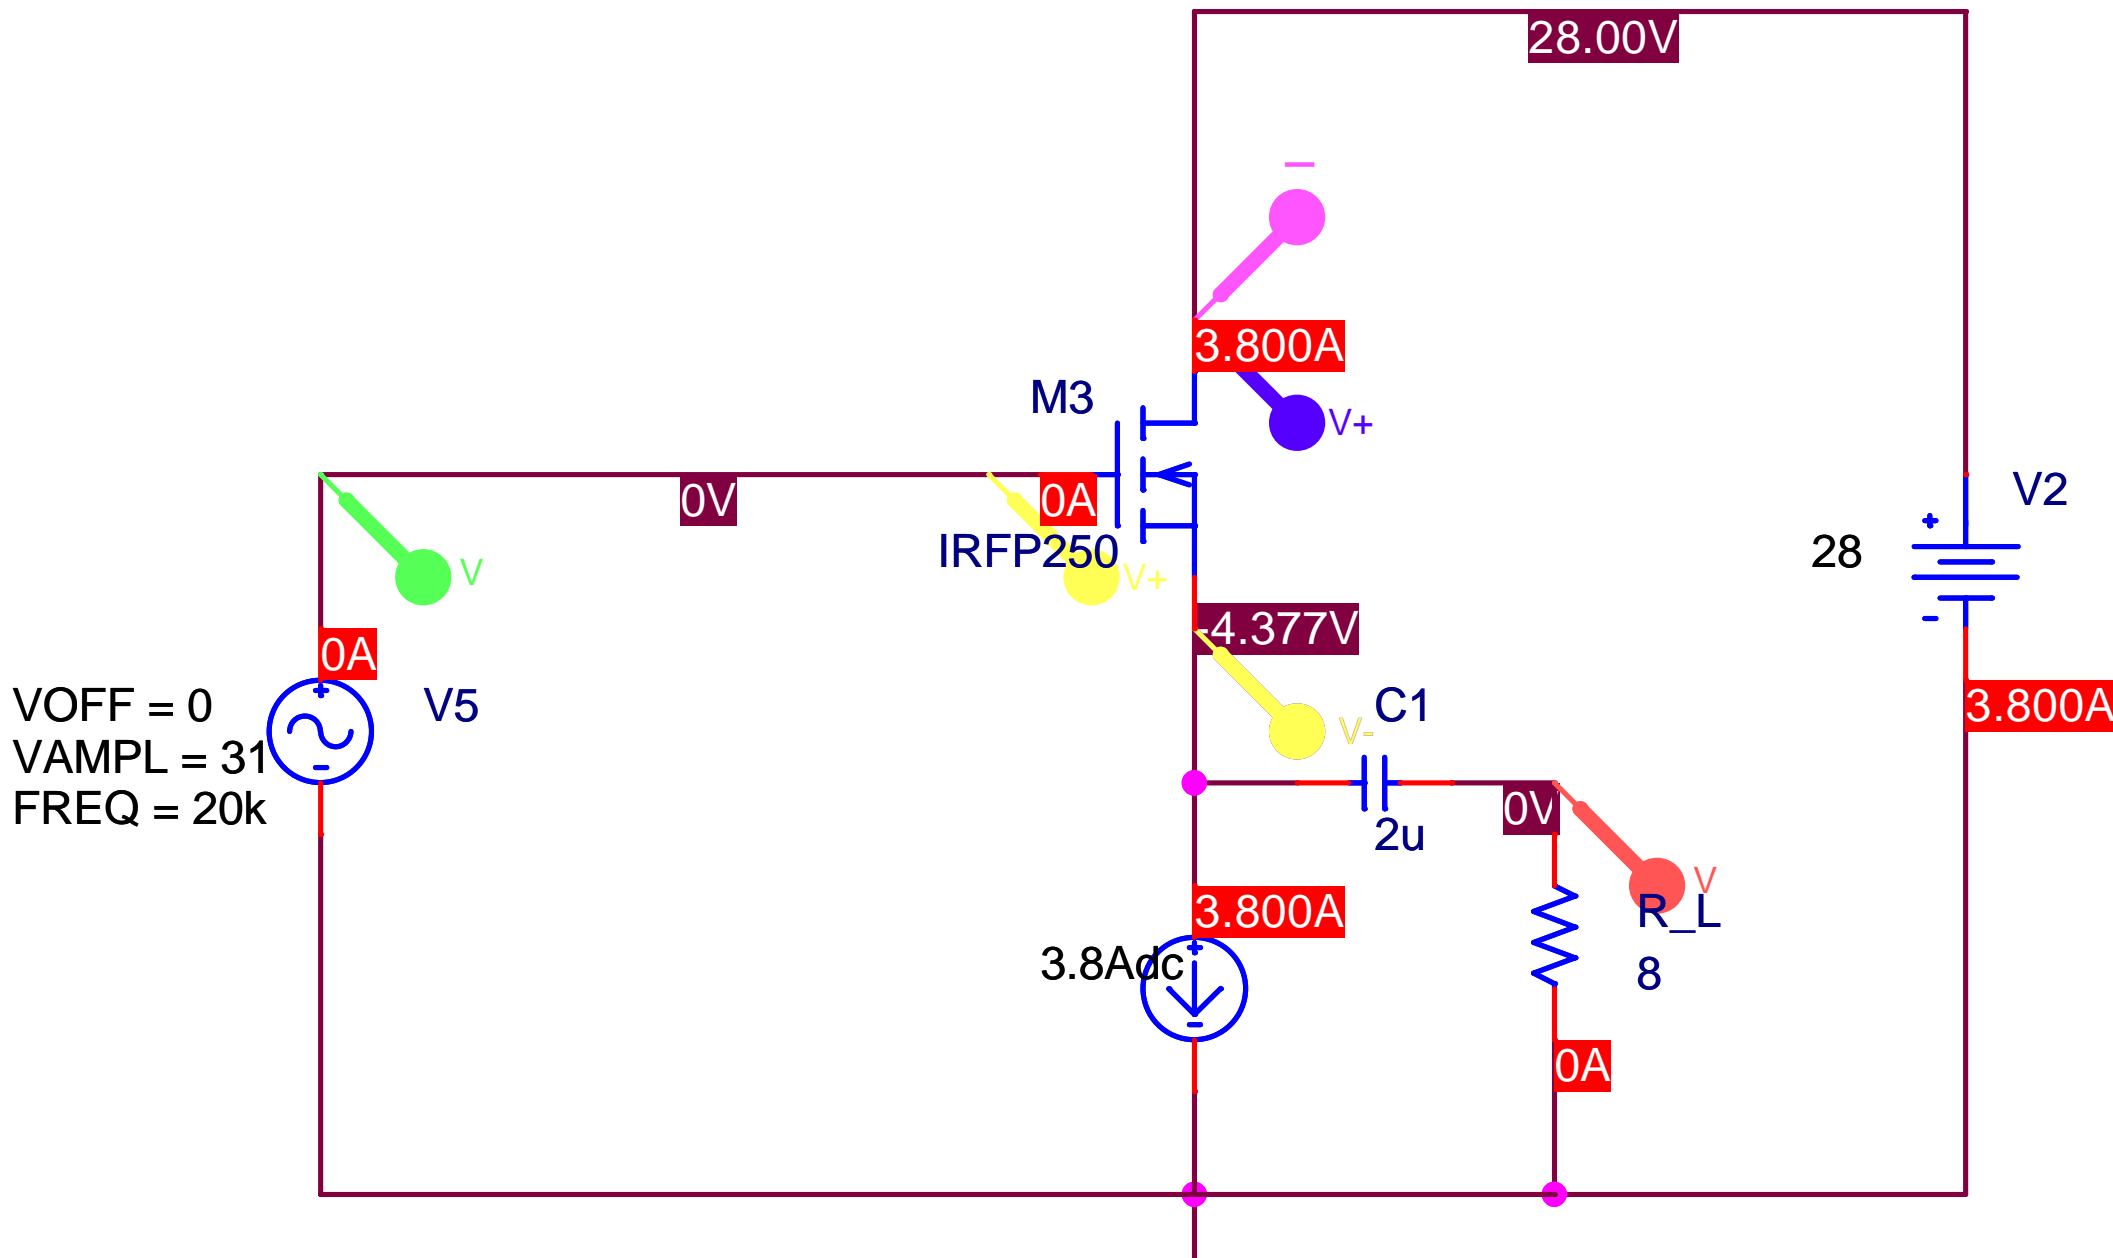 28.00V
I
3.800A
M3
V+
0V
0A
IRFP250
V+
V
V2
28
-4.377V
0A
VOFF = 0
VAMPL = 31
FREQ = 20k
V5
V-
C1
2u
3.800A
0V
3.800A
3.8Adc
V
R_L
8
0A